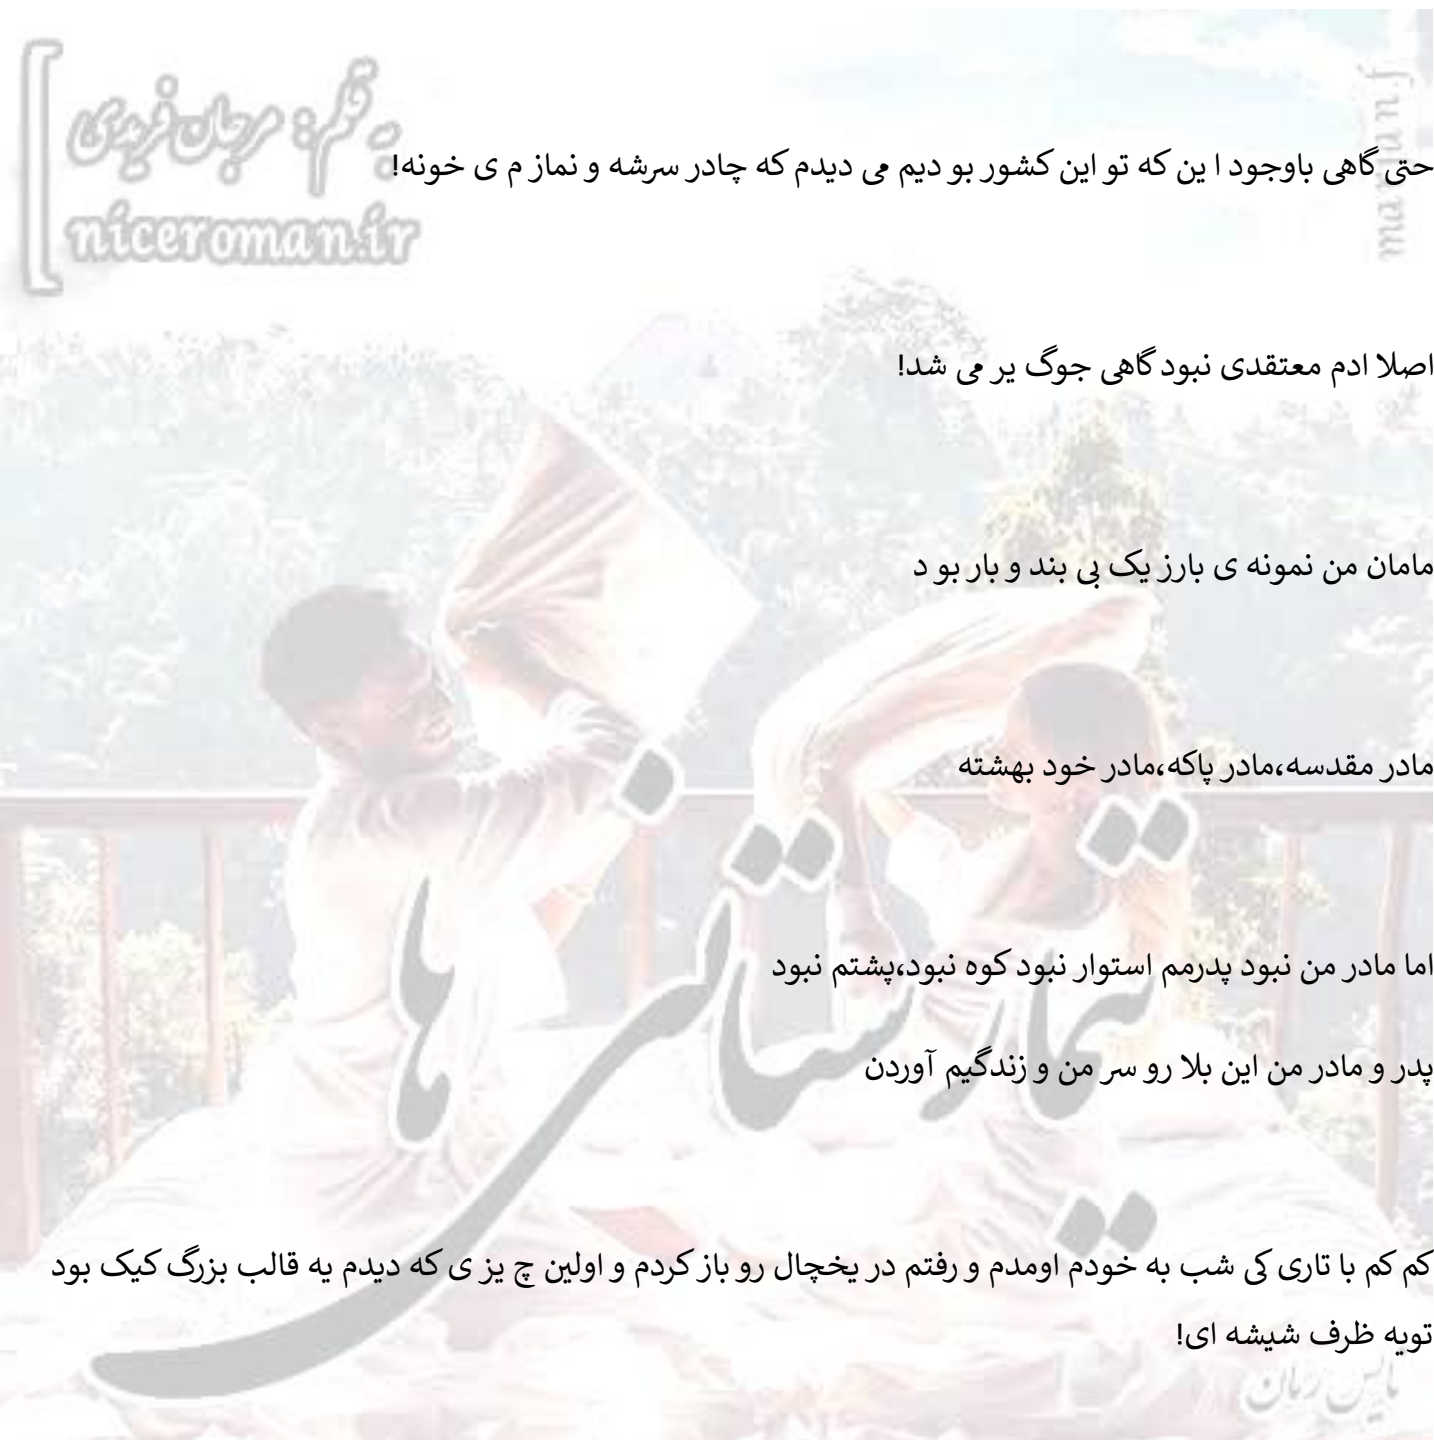 به قلم: مرجان فریدی
niceroman.ir
marjan.f
حتی گاهی باوجود ا ین که تو این کشور بو دیم می دیدم که چادر سرشه و نماز م ی خونه!
اصلا ادم معتقدی نبود گاهی جوگ یر می شد!
مامان من نمونه ی بارز یک بی بند و بار بو د
مادر مقدسه،مادر پاکه،مادر خود بهشته
اما مادر من نبود پدرمم استوار نبود کوه نبود،پشتم نبود
پدر و مادر من این بلا رو سر من و زندگیم آوردن
تیمارستانی ها
کم کم با تاری کی شب به خودم اومدم و رفتم در یخچال رو باز کردم و اولین چ یز ی که دیدم یه قالب بزرگ کیک بود
تویه ظرف شیشه ای!
نایس رمان